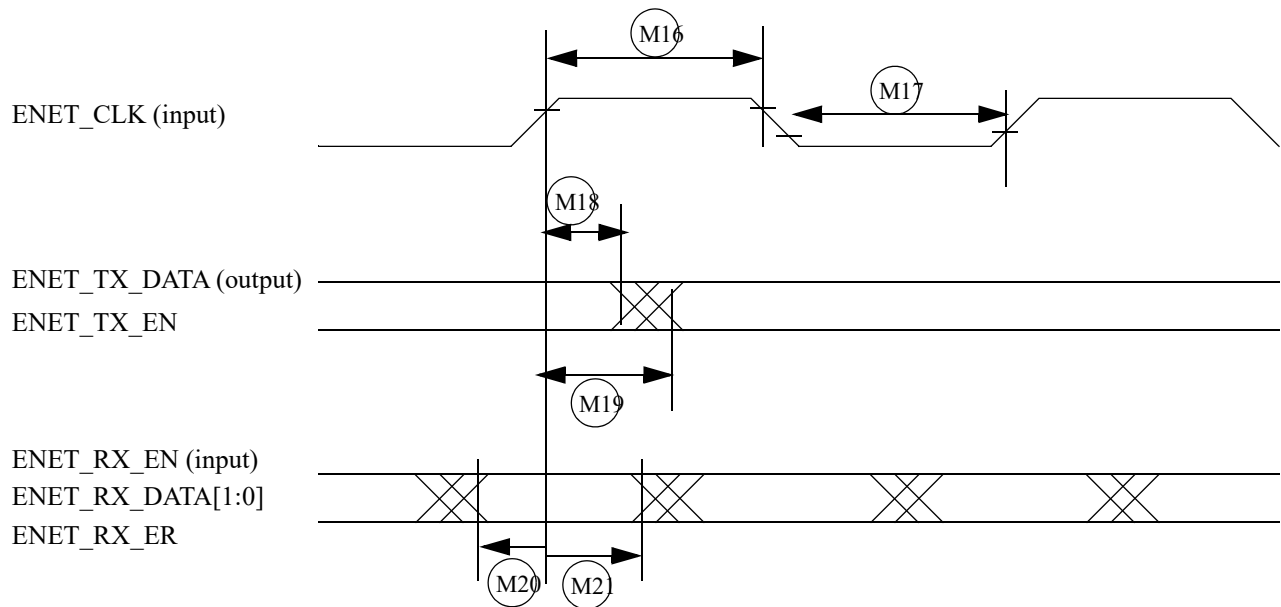 M16
M17
ENET_CLK (input)
M18
ENET_TX_DATA (output)
ENET_TX_EN
M19
ENET_RX_EN (input)
ENET_RX_DATA[1:0]
ENET_RX_ER
M20
M21